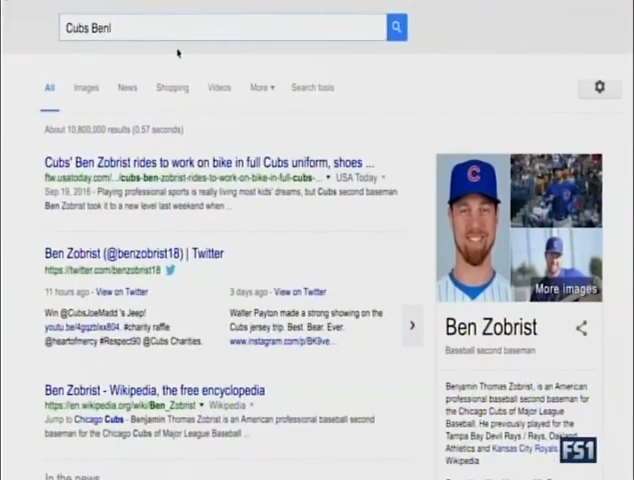 Cubs Ben
All Images News Shopping Videos More Search tools
About 10,800,000 results (0.57 seconds)
Cubs' Ben Zobrist rides to work on bike in full Cubs uniform, shoes ...
ftw.usatoday.com/.../cubs-ben-zobrist-rides-to-work-on-bike-in-full-cubs-... USA Today
Sep 19, 2016 - Playing professional sports is really living most kids' dreams, but Cubs second baseman
Ben Zobrist took it to a new level last weekend when ...
Ben Zobrist (@benzobrist18) | Twitter
https://twitter.com/benzobrist18
11 hours ago - View on Twitter
Win @CubsJoeMadd 's Jeep!
#charity raffle
@heartofmercy #Respect90 @Cubs Charities.
3 days ago - View on Twitter
Walter Payton made a strong showing on the
Cubs jersey trip. Best. Bear. Ever.
www.instagram.com/p/BK9ve...
Ben Zobrist - Wikipedia, the free encyclopedia
https://en.wikipedia.org/wiki/Ben_Zobrist Wikipedia
Jump to Chicago Cubs - Benjamin Thomas Zobrist is an American professional baseball second
baseman for the Chicago Cubs of Major League Baseball ...
In the news
C
More images
Ben Zobrist
Baseball second baseman
Benjamin Thomas Zobrist, is an American
professional baseball second baseman for
the Chicago Cubs of Major League
Baseball. He previously played for the
Tampa Bay Devil Rays / Rays, Oakland
Athletics and Kansas City Royals.
Wikipedia
FS1